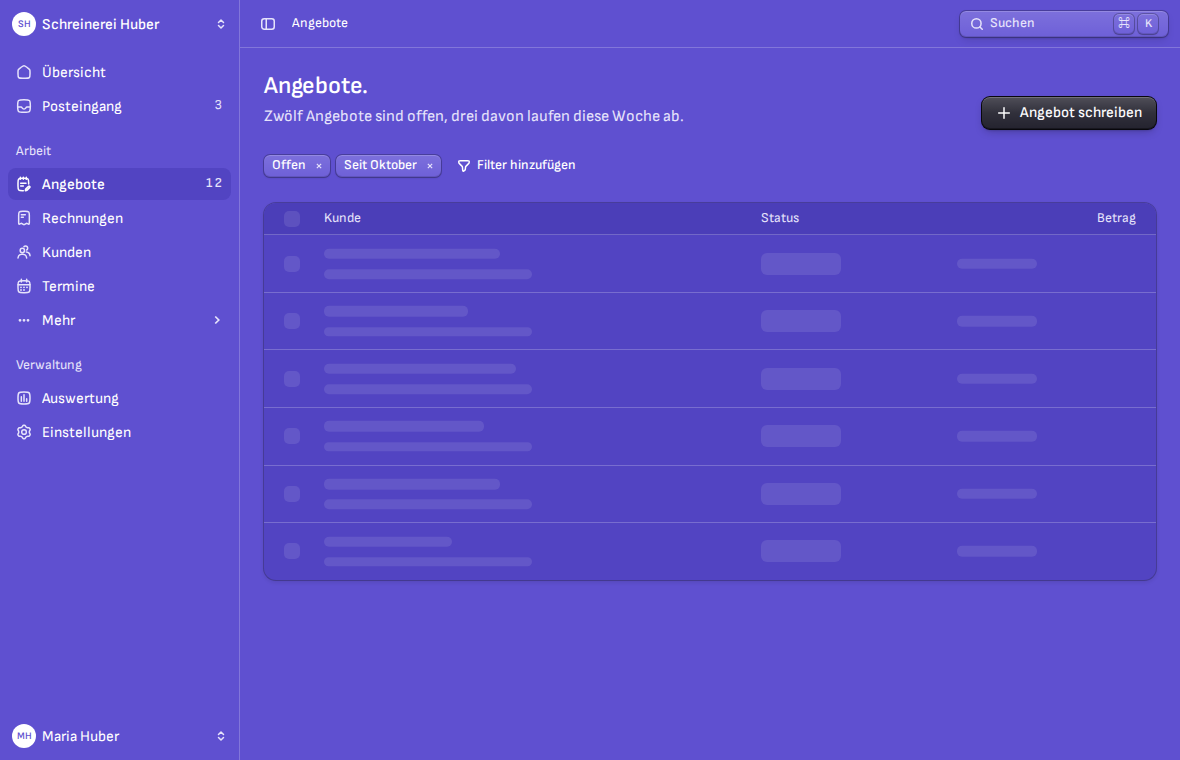 SH Schreinerei Huber
Übersicht
Posteingang 3
Arbeit
Angebote 12
Rechnungen
Kunden
Termine
Mehr
Verwaltung
Auswertung
Einstellungen
MH Maria Huber
Angebote
Suchen ⌘ K
Angebote.
Zwölf Angebote sind offen, drei davon laufen diese Woche ab.
Angebot schreiben
Offen × Seit Oktober × Filter hinzufügen
Kunde Status Betrag